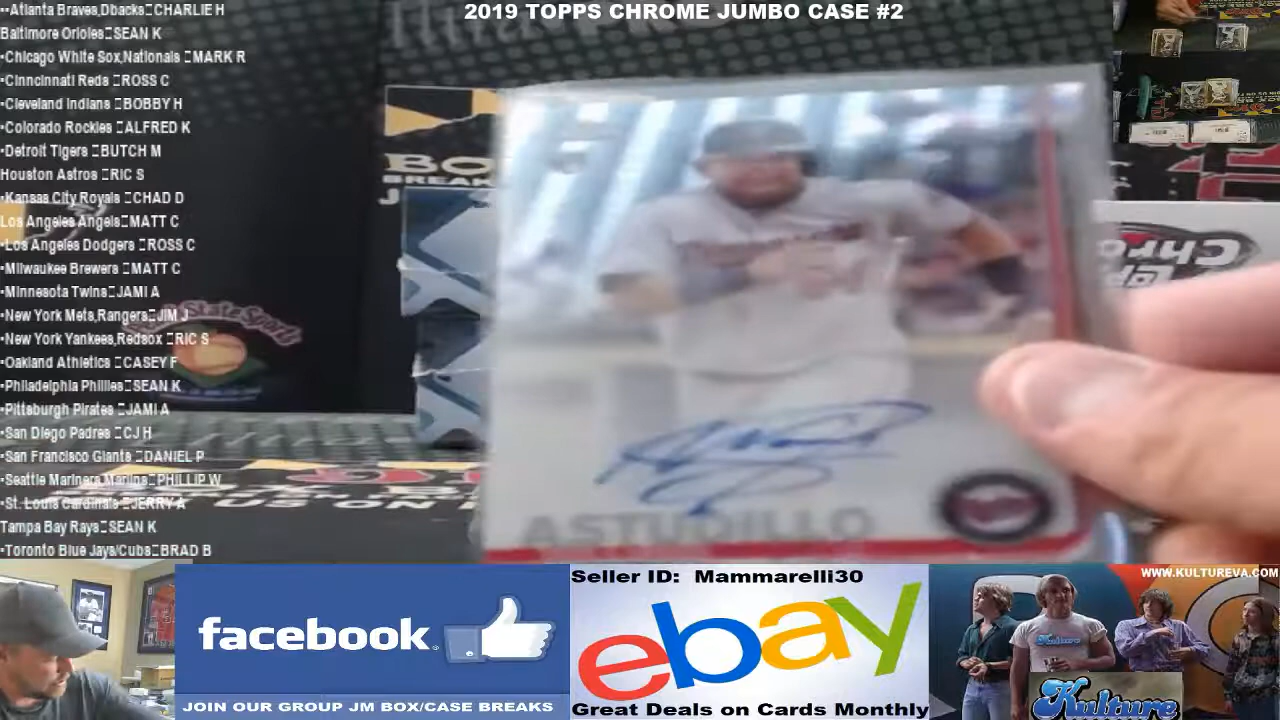 2019 TOPPS CHROME JUMBO CASE #2
••Atlanta Braves,Dbacks CHARLIE H
Baltimore Orioles SEAN K
•Chicago White Sox,Nationals MARK R
•Cinncinnati Reds ROSS C
•Cleveland Indians BOBBY H
•Colorado Rockies ALFRED K
•Detroit Tigers BUTCH M
Houston Astros RIC S
•Kansas City Royals CHAD D
Los Angeles Angels MATT C
•Los Angeles Dodgers ROSS C
•Milwaukee Brewers MATT C
•Minnesota Twins JAMI A
•New York Mets,Rangers JIM J
•New York Yankees,Redsox RIC S
•Oakland Athletics CASEY F
•Philadelphia Phillies SEAN K
•Pittsburgh Pirates JAMI A
•San Diego Padres CJ H
•San Francisco Giants DANIEL P
•Seattle Mariners Marlins PHILLIP W
•St. Louis Cardinals JERRY A
Tampa Bay Rays SEAN K
•Toronto Blue Jays/Cubs BRAD B
BO
BREAK
J
ASTUDILLO
US ON
facebook
JOIN OUR GROUP JM BOX/CASE BREAKS
Seller ID: Mammarelli30
ebay
Great Deals on Cards Monthly
WWW.KULTUREVA.COM
Kulture